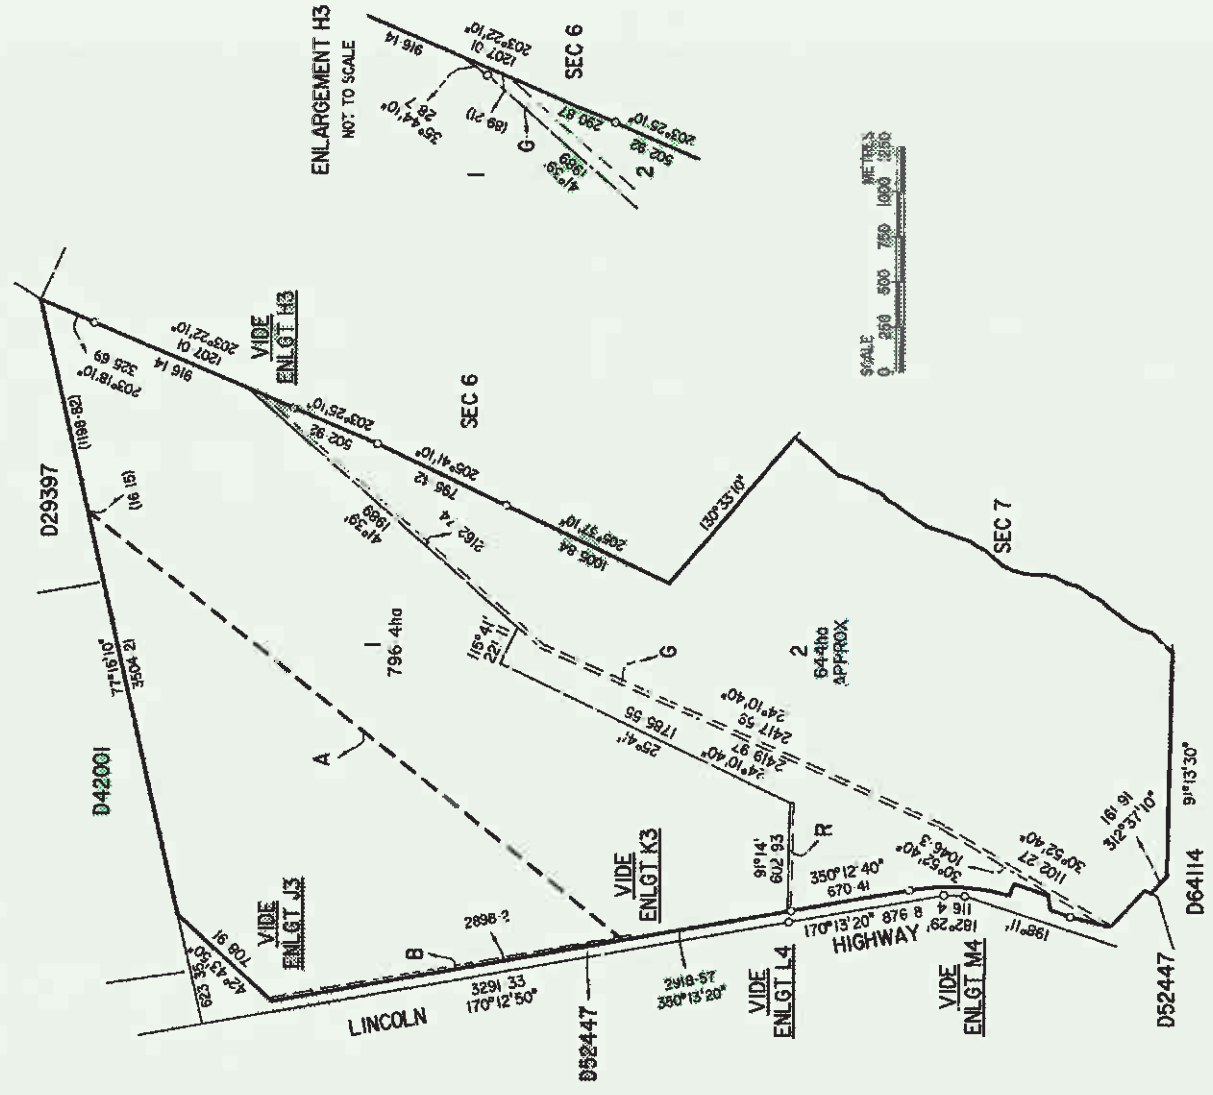 ENLARGEMENT H3
NOT TO SCALE
916·14
1207·01
203°22'10"
35°44'10"
28·7
(89·21)
G
290·87
SEC 6
1
41°39'
1989
2
502·92
203°25'10"
D29397
(1198·82)
(16·15)
325·69
203°18'10"
916·14
1207·01
203°22'10"
VIDE
ENLGT H3
502·92
203°25'10"
SEC 6
795·12
205°41'10"
1005·84
205°37'10"
130°33'10"
SEC 7
SCALE
METRES
0 250 500 750 1000 1250
41°39'
1989
2162·74
115°41'
221·11
1
796·4ha
2
644ha
APPROX
G
77°16'10"
3504·21
D42001
A
25°41'
1785·55
24°10'40"
2419·97
2417·59
24°10'40"
91°14'
602·93
R
VIDE
ENLGT K3
VIDE
ENLGT J3
708·91
42°43'50"
623·35
B
2898·2
3291·33
170°12'50"
LINCOLN
D52447
2918·57
350°13'20"
VIDE
ENLGT L4
350°12'40"
670·41
170°13'20" 876·8
HIGHWAY
116·4
182°29'
VIDE
ENLGT M4
198°11'
30°52'40"
1046·3
1102·27
30°52'40"
161·91
312°37'10"
91°13'30"
D64114
D52447